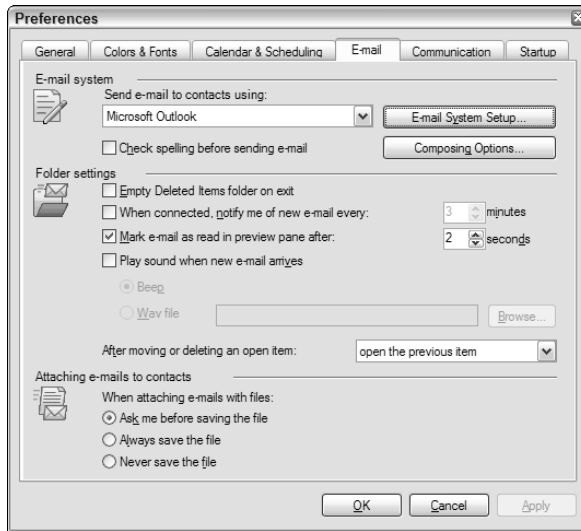 Preferences
General Colors & Fonts Calendar & Scheduling E-mail Communication Startup
E-mail system
Send e-mail to contacts using:
Microsoft Outlook E-mail System Setup...
Check spelling before sending e-mail Composing Options...
Folder settings
Empty Deleted Items folder on exit
When connected, notify me of new e-mail every: 3 minutes
Mark e-mail as read in preview pane after: 2 seconds
Play sound when new e-mail arrives
Beep
Wav file Browse...
After moving or deleting an open item: open the previous item
Attaching e-mails to contacts
When attaching e-mails with files:
Ask me before saving the file
Always save the file
Never save the file
OK Cancel Apply